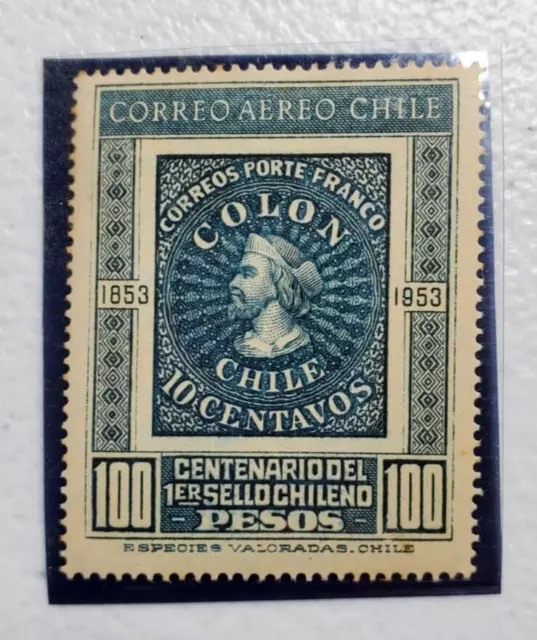 CORREO AEREO CHILE
CORREOS PORTE FRANCO
COLON
1853
1953
CHILE
10 CENTAVOS
100
CENTENARIO DEL
1ER SELLO CHILENO
- PESOS -
100
ESPECIES VALORADAS. CHILE